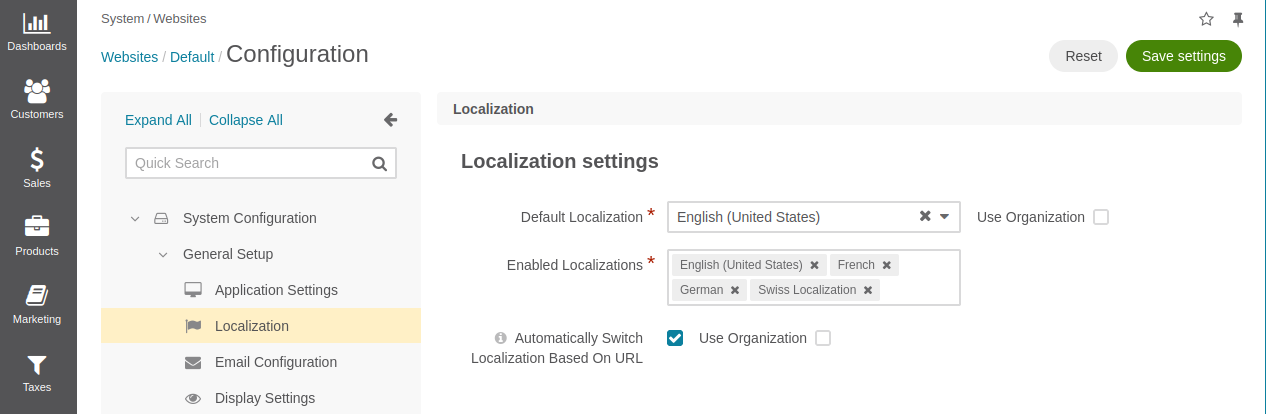 Dashboards
Customers
Sales
Products
Marketing
Taxes
System / Websites
Websites / Default / Configuration
Reset
Save settings
Expand All | Collapse All
Quick Search
System Configuration
General Setup
Application Settings
Localization
Email Configuration
Display Settings
Localization
Localization settings
Default Localization * English (United States) Use Organization
Enabled Localizations * English (United States) French
German Swiss Localization
Automatically Switch Use Organization
Localization Based On URL